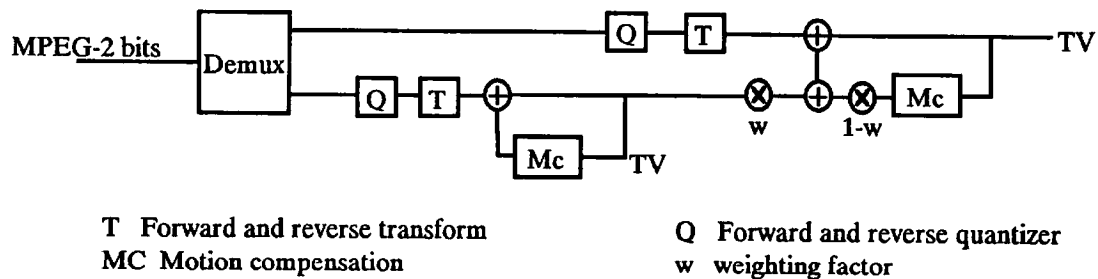 MPEG-2 bits
Demux
Q
T
TV
Q
T
w
1-w
Mc
Mc
TV
T Forward and reverse transform
MC Motion compensation
Q Forward and reverse quantizer
w weighting factor